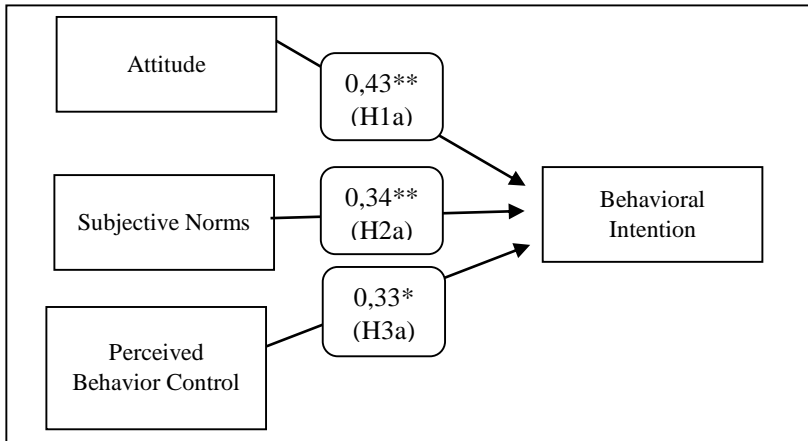 Attitude
0,43**
(H1a)
Subjective Norms
0,34**
(H2a)
Behavioral
Intention
0,33*
(H3a)
Perceived
Behavior Control